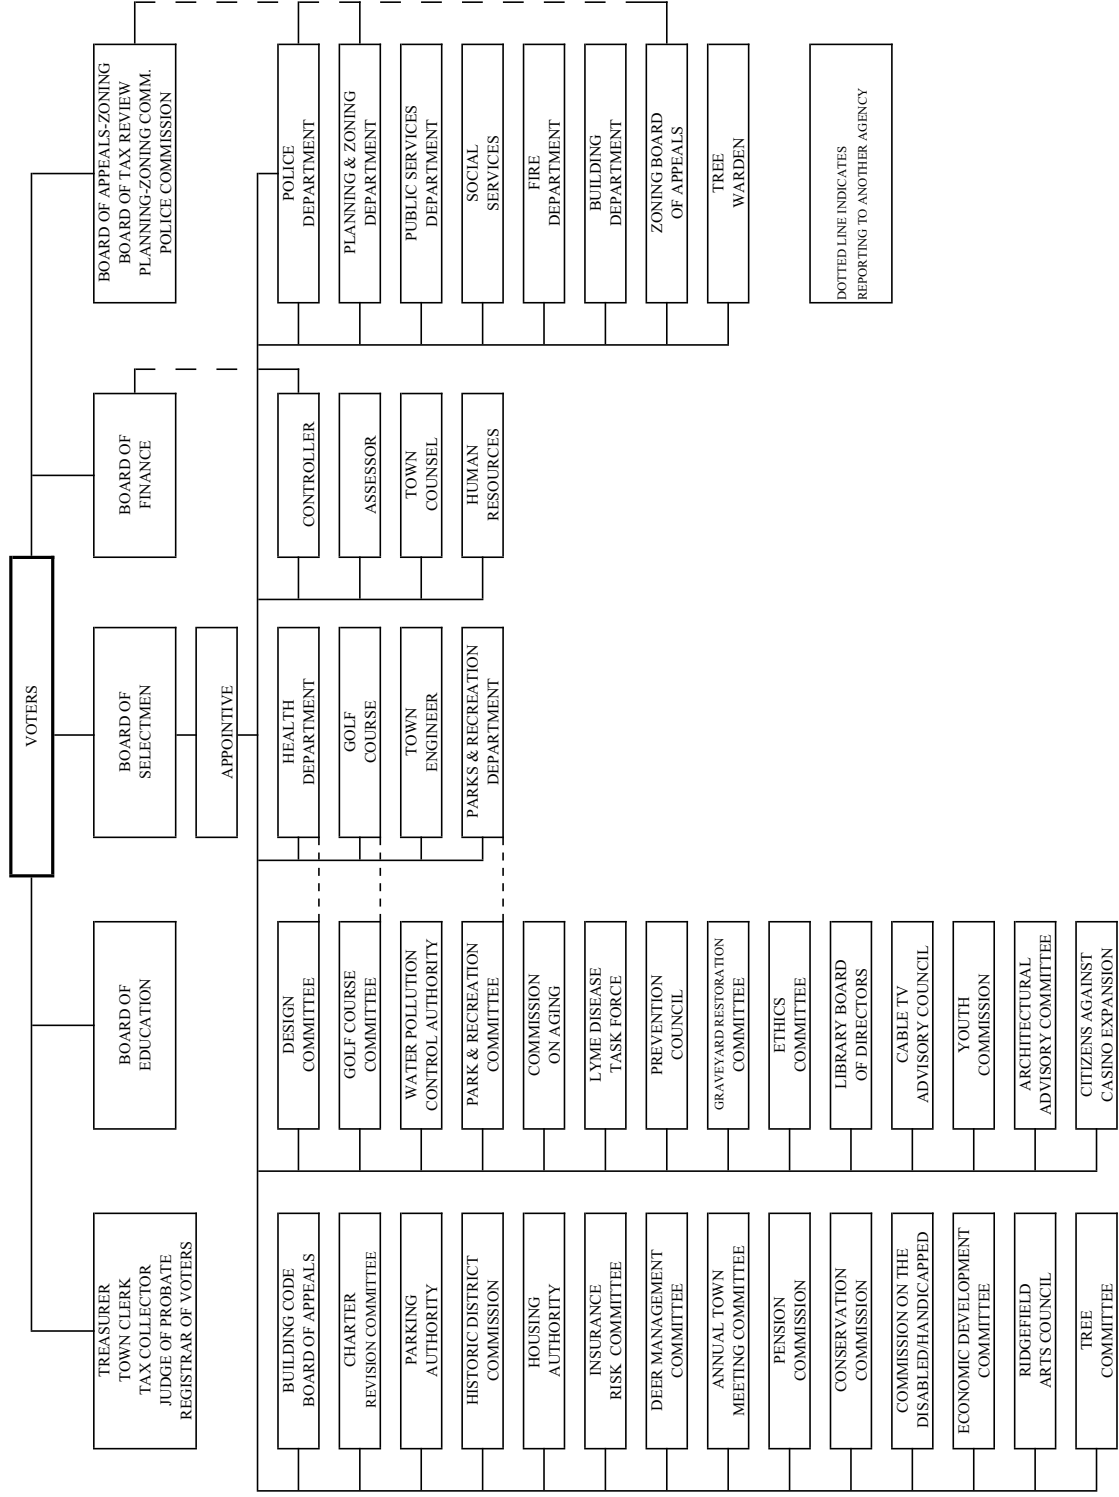 VOTERS
TREASURER
TOWN CLERK
TAX COLLECTOR
JUDGE OF PROBATE
REGISTRAR OF VOTERS
BOARD OF
EDUCATION
BOARD OF
SELECTMEN
BOARD OF
FINANCE
BOARD OF APPEALS-ZONING
BOARD OF TAX REVIEW
PLANNING-ZONING COMM.
POLICE COMMISSION
APPOINTIVE
BUILDING CODE
BOARD OF APPEALS
CHARTER
REVISION COMMITTEE
PARKING
AUTHORITY
HISTORIC DISTRICT
COMMISSION
HOUSING
AUTHORITY
INSURANCE
RISK COMMITTEE
DEER MANAGEMENT
COMMITTEE
ANNUAL TOWN
MEETING COMMITTEE
PENSION
COMMISSION
CONSERVATION
COMMISSION
COMMISSION ON THE
DISABLED/HANDICAPPED
ECONOMIC DEVELOPMENT
COMMITTEE
RIDGEFIELD
ARTS COUNCIL
TREE
COMMITTEE
DESIGN
COMMITTEE
GOLF COURSE
COMMITTEE
WATER POLLUTION
CONTROL AUTHORITY
PARK & RECREATION
COMMITTEE
COMMISSION
ON AGING
LYME DISEASE
TASK FORCE
PREVENTION
COUNCIL
GRAVEYARD RESTORATION
COMMITTEE
ETHICS
COMMITTEE
LIBRARY BOARD
OF DIRECTORS
CABLE TV
ADVISORY COUNCIL
YOUTH
COMMISSION
ARCHITECTURAL
ADVISORY COMMITTEE
CITIZENS AGAINST
CASINO EXPANSION
HEALTH
DEPARTMENT
GOLF
COURSE
TOWN
ENGINEER
PARKS & RECREATION
DEPARTMENT
CONTROLLER
ASSESSOR
TOWN
COUNSEL
HUMAN
RESOURCES
POLICE
DEPARTMENT
PLANNING & ZONING
DEPARTMENT
PUBLIC SERVICES
DEPARTMENT
SOCIAL
SERVICES
FIRE
DEPARTMENT
BUILDING
DEPARTMENT
ZONING BOARD
OF APPEALS
TREE
WARDEN
DOTTED LINE INDICATES
REPORTING TO ANOTHER AGENCY